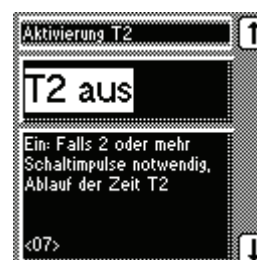 Aktivierung T2
T2 aus
Ein: Falls 2 oder mehr
Schaltimpulse notwendig,
Ablauf der Zeit T2
<07>